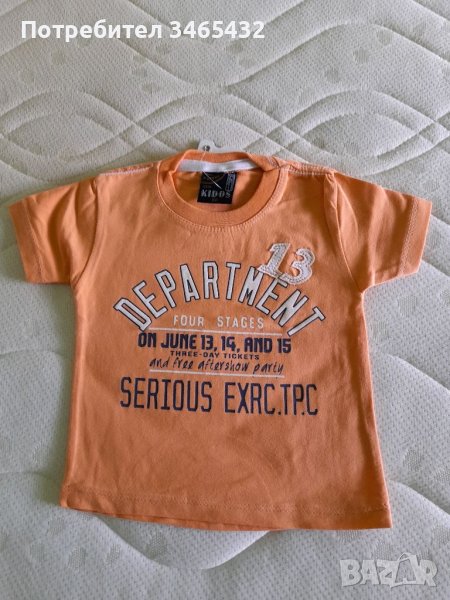 Потребител 3465432
KIDOS
13
DEPARTMENT
FOUR STAGES
ON JUNE 13, 14, AND 15
THREE-DAY TICKETS
and free aftershow party
SERIOUS EXRC.TP.C
BAZAR